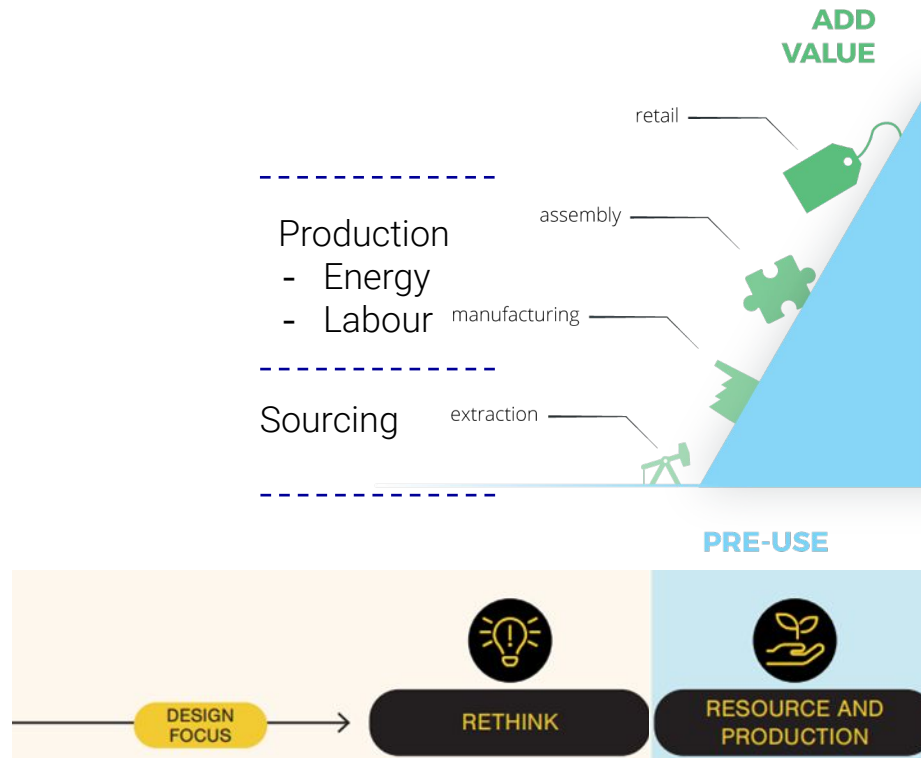 ADD
VALUE
retail
assembly
Production
- Energy
- Labour
manufacturing
Sourcing
extraction
PRE-USE
DESIGN
FOCUS
RETHINK
RESOURCE AND
PRODUCTION